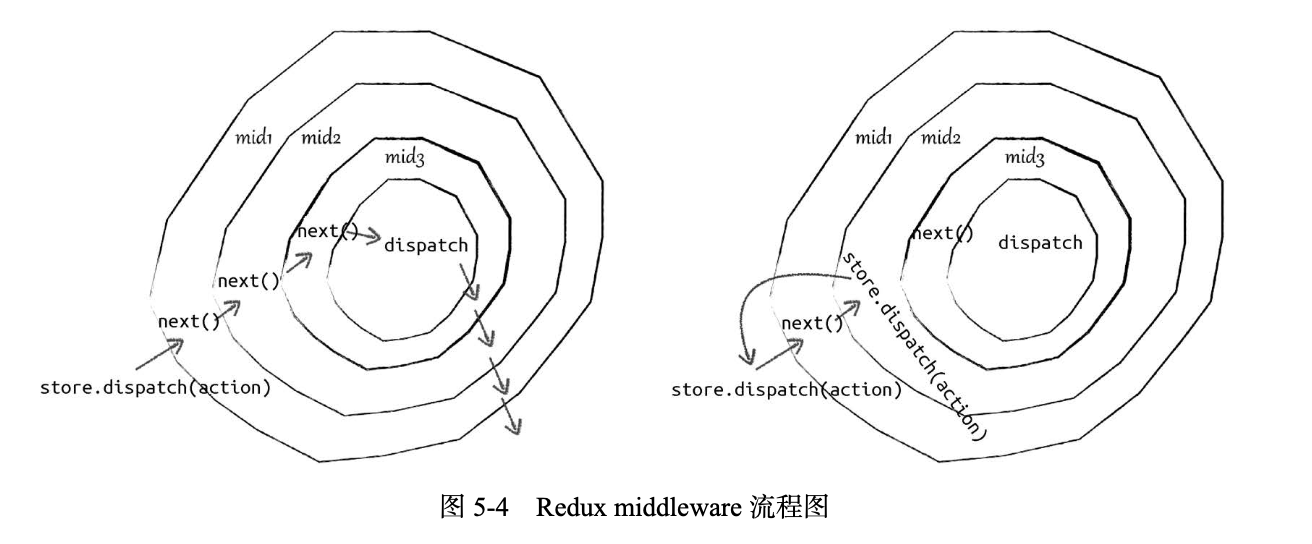 mid1
mid2
mid3
next()
dispatch
next()
next()
store.dispatch(action)
mid1
mid2
mid3
next()
dispatch
store.dispatch(action)
next()
store.dispatch(action)
图 5-4 Redux middleware 流程图